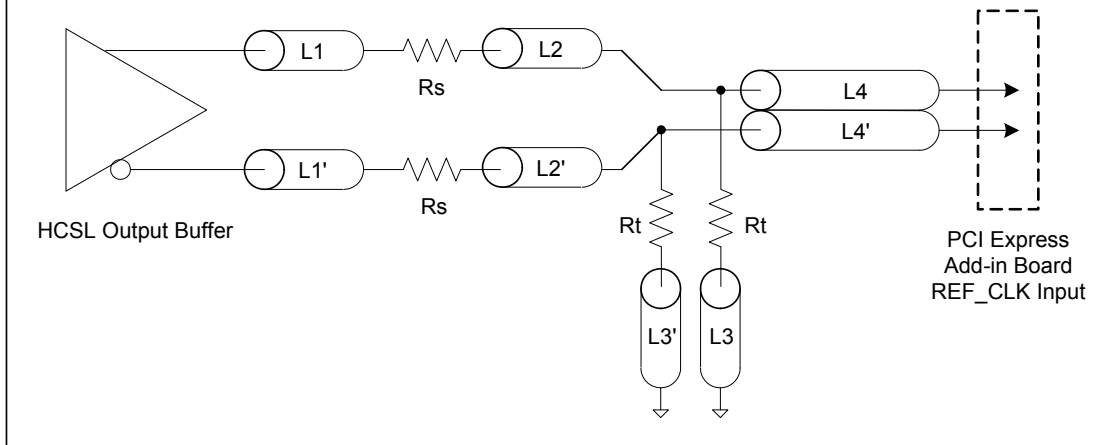 L1
Rs
L2
L4
L4'
L1'
Rs
L2'
HCSL Output Buffer
Rt
Rt
L3'
L3
PCI Express
Add-in Board
REF_CLK Input